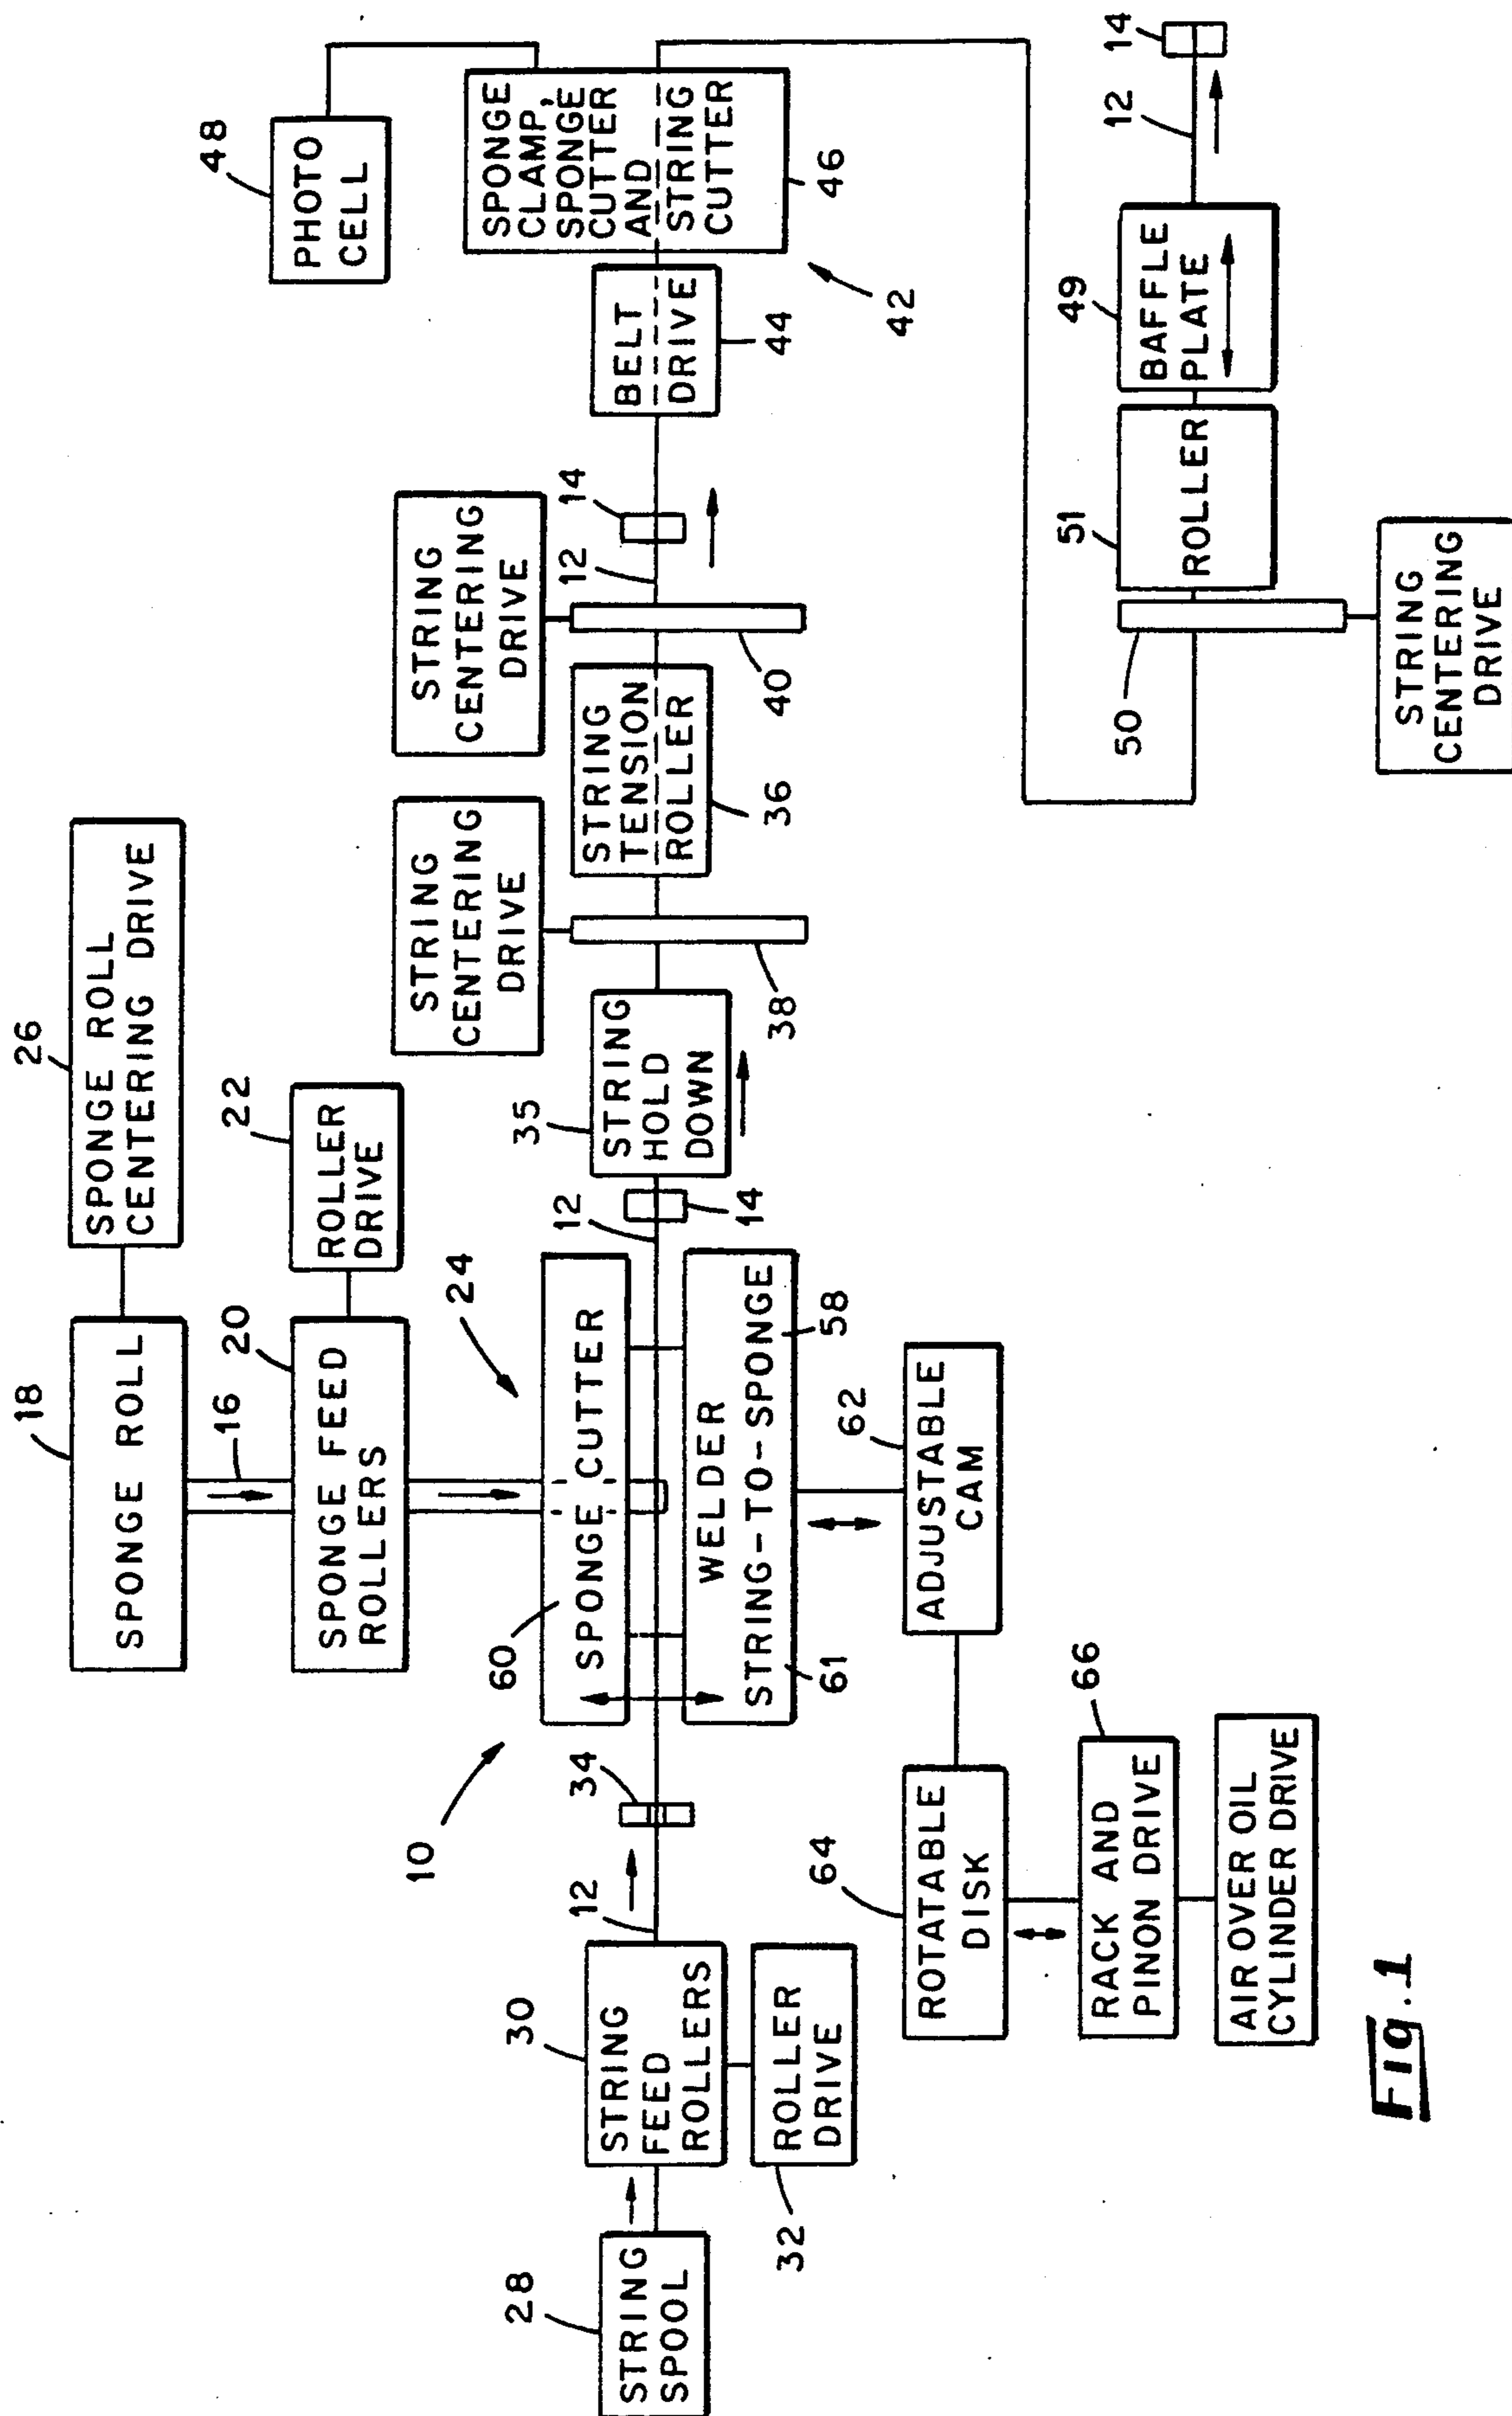 26
SPONGE ROLL
CENTERING DRIVE
18
SPONGE ROLL
16
22
ROLLER
DRIVE
20
SPONGE FEED
ROLLERS
24
10
60
SPONGE CUTTER
WELDER
STRING-TO-SPONGE
61
58
62
ADJUSTABLE
CAM
64
ROTATABLE
DISK
66
RACK AND
PINON DRIVE
AIR OVER OIL
CYLINDER DRIVE
28
STRING
SPOOL
30
STRING
FEED
ROLLERS
32
ROLLER
DRIVE
12
34
12
14
35
STRING
HOLD
DOWN
STRING
CENTERING
DRIVE
38
STRING
TENSION
ROLLER
36
STRING
CENTERING
DRIVE
40
12
14
BELT
DRIVE
44
42
48
PHOTO
CELL
SPONGE
CLAMP,
SPONGE
CUTTER
AND
STRING
CUTTER
46
50
STRING
CENTERING
DRIVE
51
ROLLER
49
BAFFLE
PLATE
12
14
Fig. 1